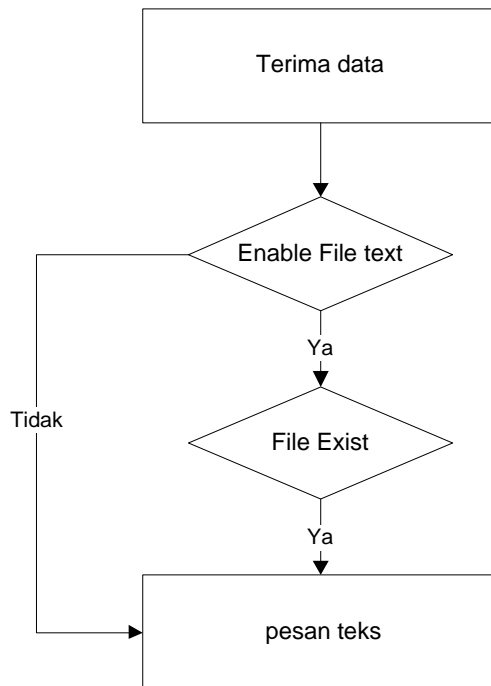 Terima data
Enable File text
Ya
Tidak
File Exist
Ya
pesan teks